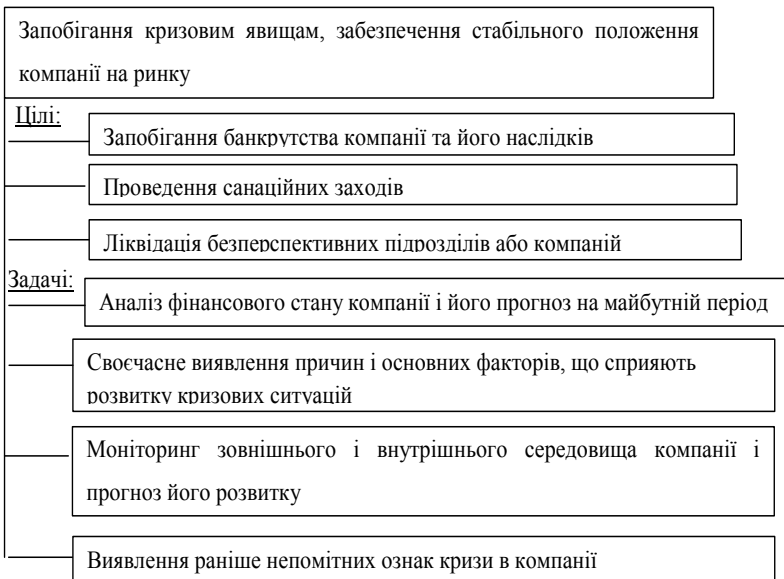 Запобігання кризовим явищам, забезпечення стабільного положення
компанії на ринку
Цілі:
Запобігання банкрутства компанії та його наслідків
Проведення санаційних заходів
Ліквідація безперспективних підрозділів або компаній
Задачі:
Аналіз фінансового стану компанії і його прогноз на майбутній період
Своєчасне виявлення причин і основних факторів, що сприяють
розвитку кризових ситуацій
Моніторинг зовнішнього і внутрішнього середовища компанії і
прогноз його розвитку
Виявлення раніше непомітних ознак кризи в компанії